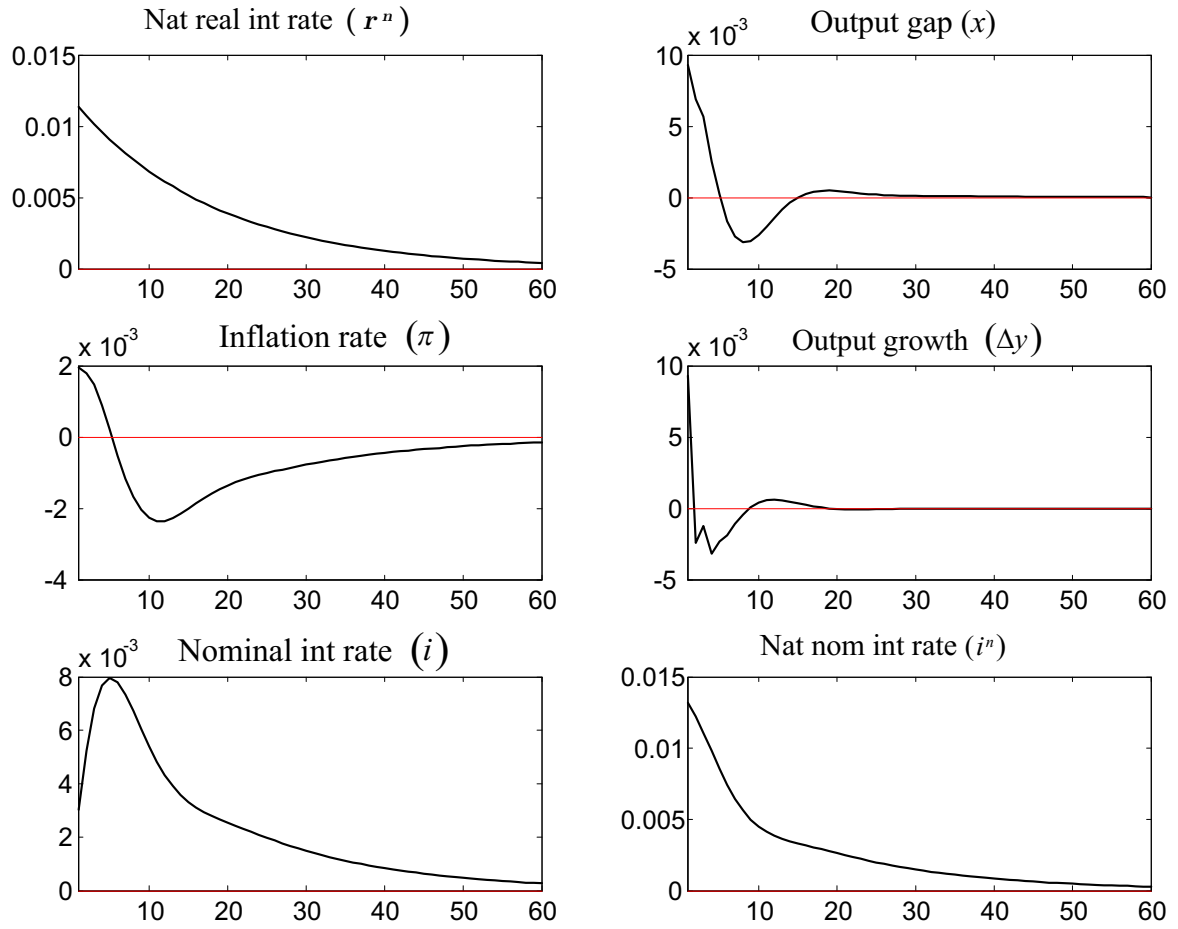 Nat real int rate (rⁿ)
0.015
0.01
0.005
0
10 20 30 40 50 60
Output gap (x)
x 10⁻³
10
5
0
-5
10 20 30 40 50 60
Inflation rate (π)
x 10⁻³
2
0
-2
-4
10 20 30 40 50 60
Output growth (Δy)
x 10⁻³
10
5
0
-5
10 20 30 40 50 60
Nominal int rate (i)
x 10⁻³
8
6
4
2
0
10 20 30 40 50 60
Nat nom int rate (iⁿ)
0.015
0.01
0.005
0
10 20 30 40 50 60